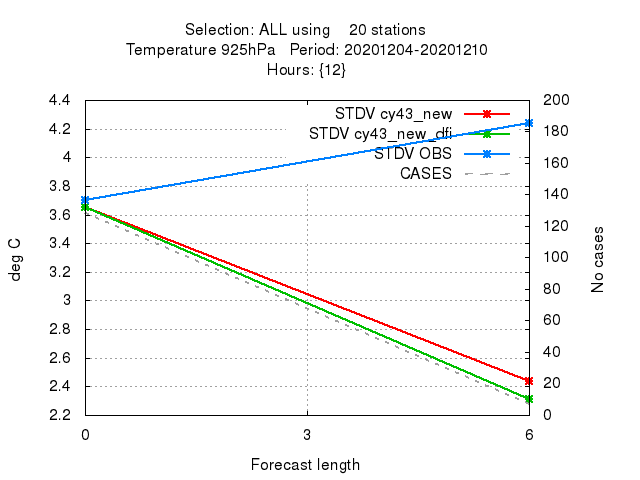 Selection: ALL using 20 stations
Temperature 925hPa Period: 20201204-20201210
Hours: {12}
4.4
4.2
4
3.8
3.6
3.4
3.2
3
2.8
2.6
2.4
2.2
200
180
160
140
120
100
80
60
40
20
0
STDV cy43_new
STDV cy43_new_dfi
STDV OBS
CASES
deg C
No cases
0 3 6
Forecast length